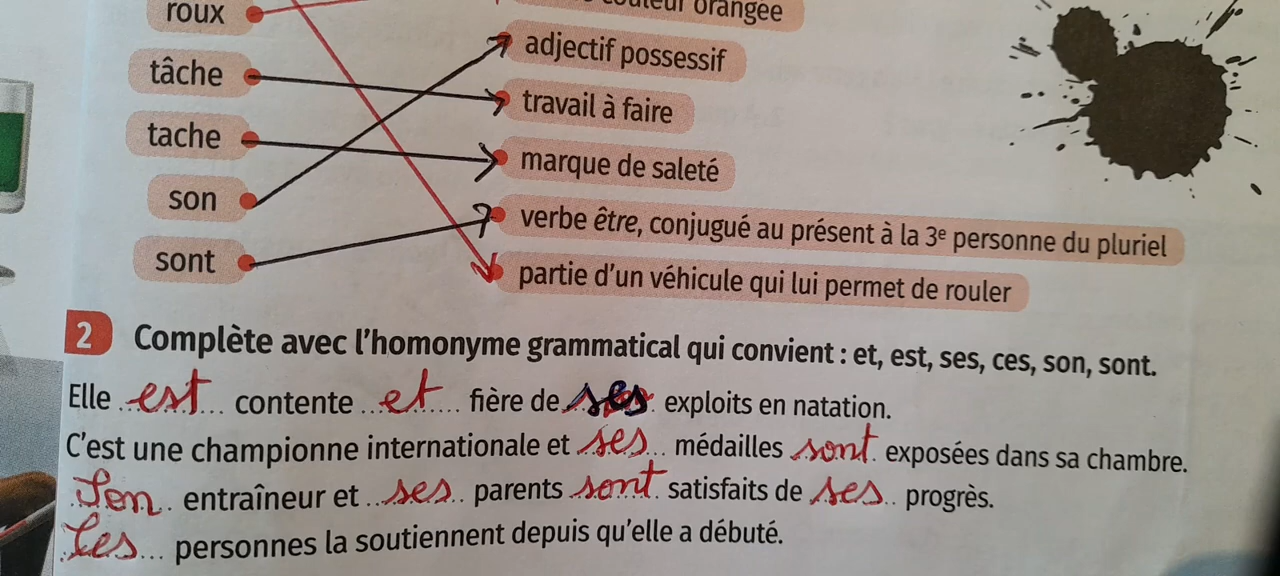 roux
couleur orangée
adjectif possessif
tâche
travail à faire
tache
marque de saleté
son
verbe être, conjugué au présent à la 3e personne du pluriel
sont
partie d'un véhicule qui lui permet de rouler
2 Complète avec l'homonyme grammatical qui convient : et, est, ses, ces, son, sont.
Elle est contente et fière de ses exploits en natation.
C'est une championne internationale et ses médailles sont exposées dans sa chambre.
Son entraîneur et ses parents sont satisfaits de ses progrès.
personnes la soutiennent depuis qu'elle a débuté.